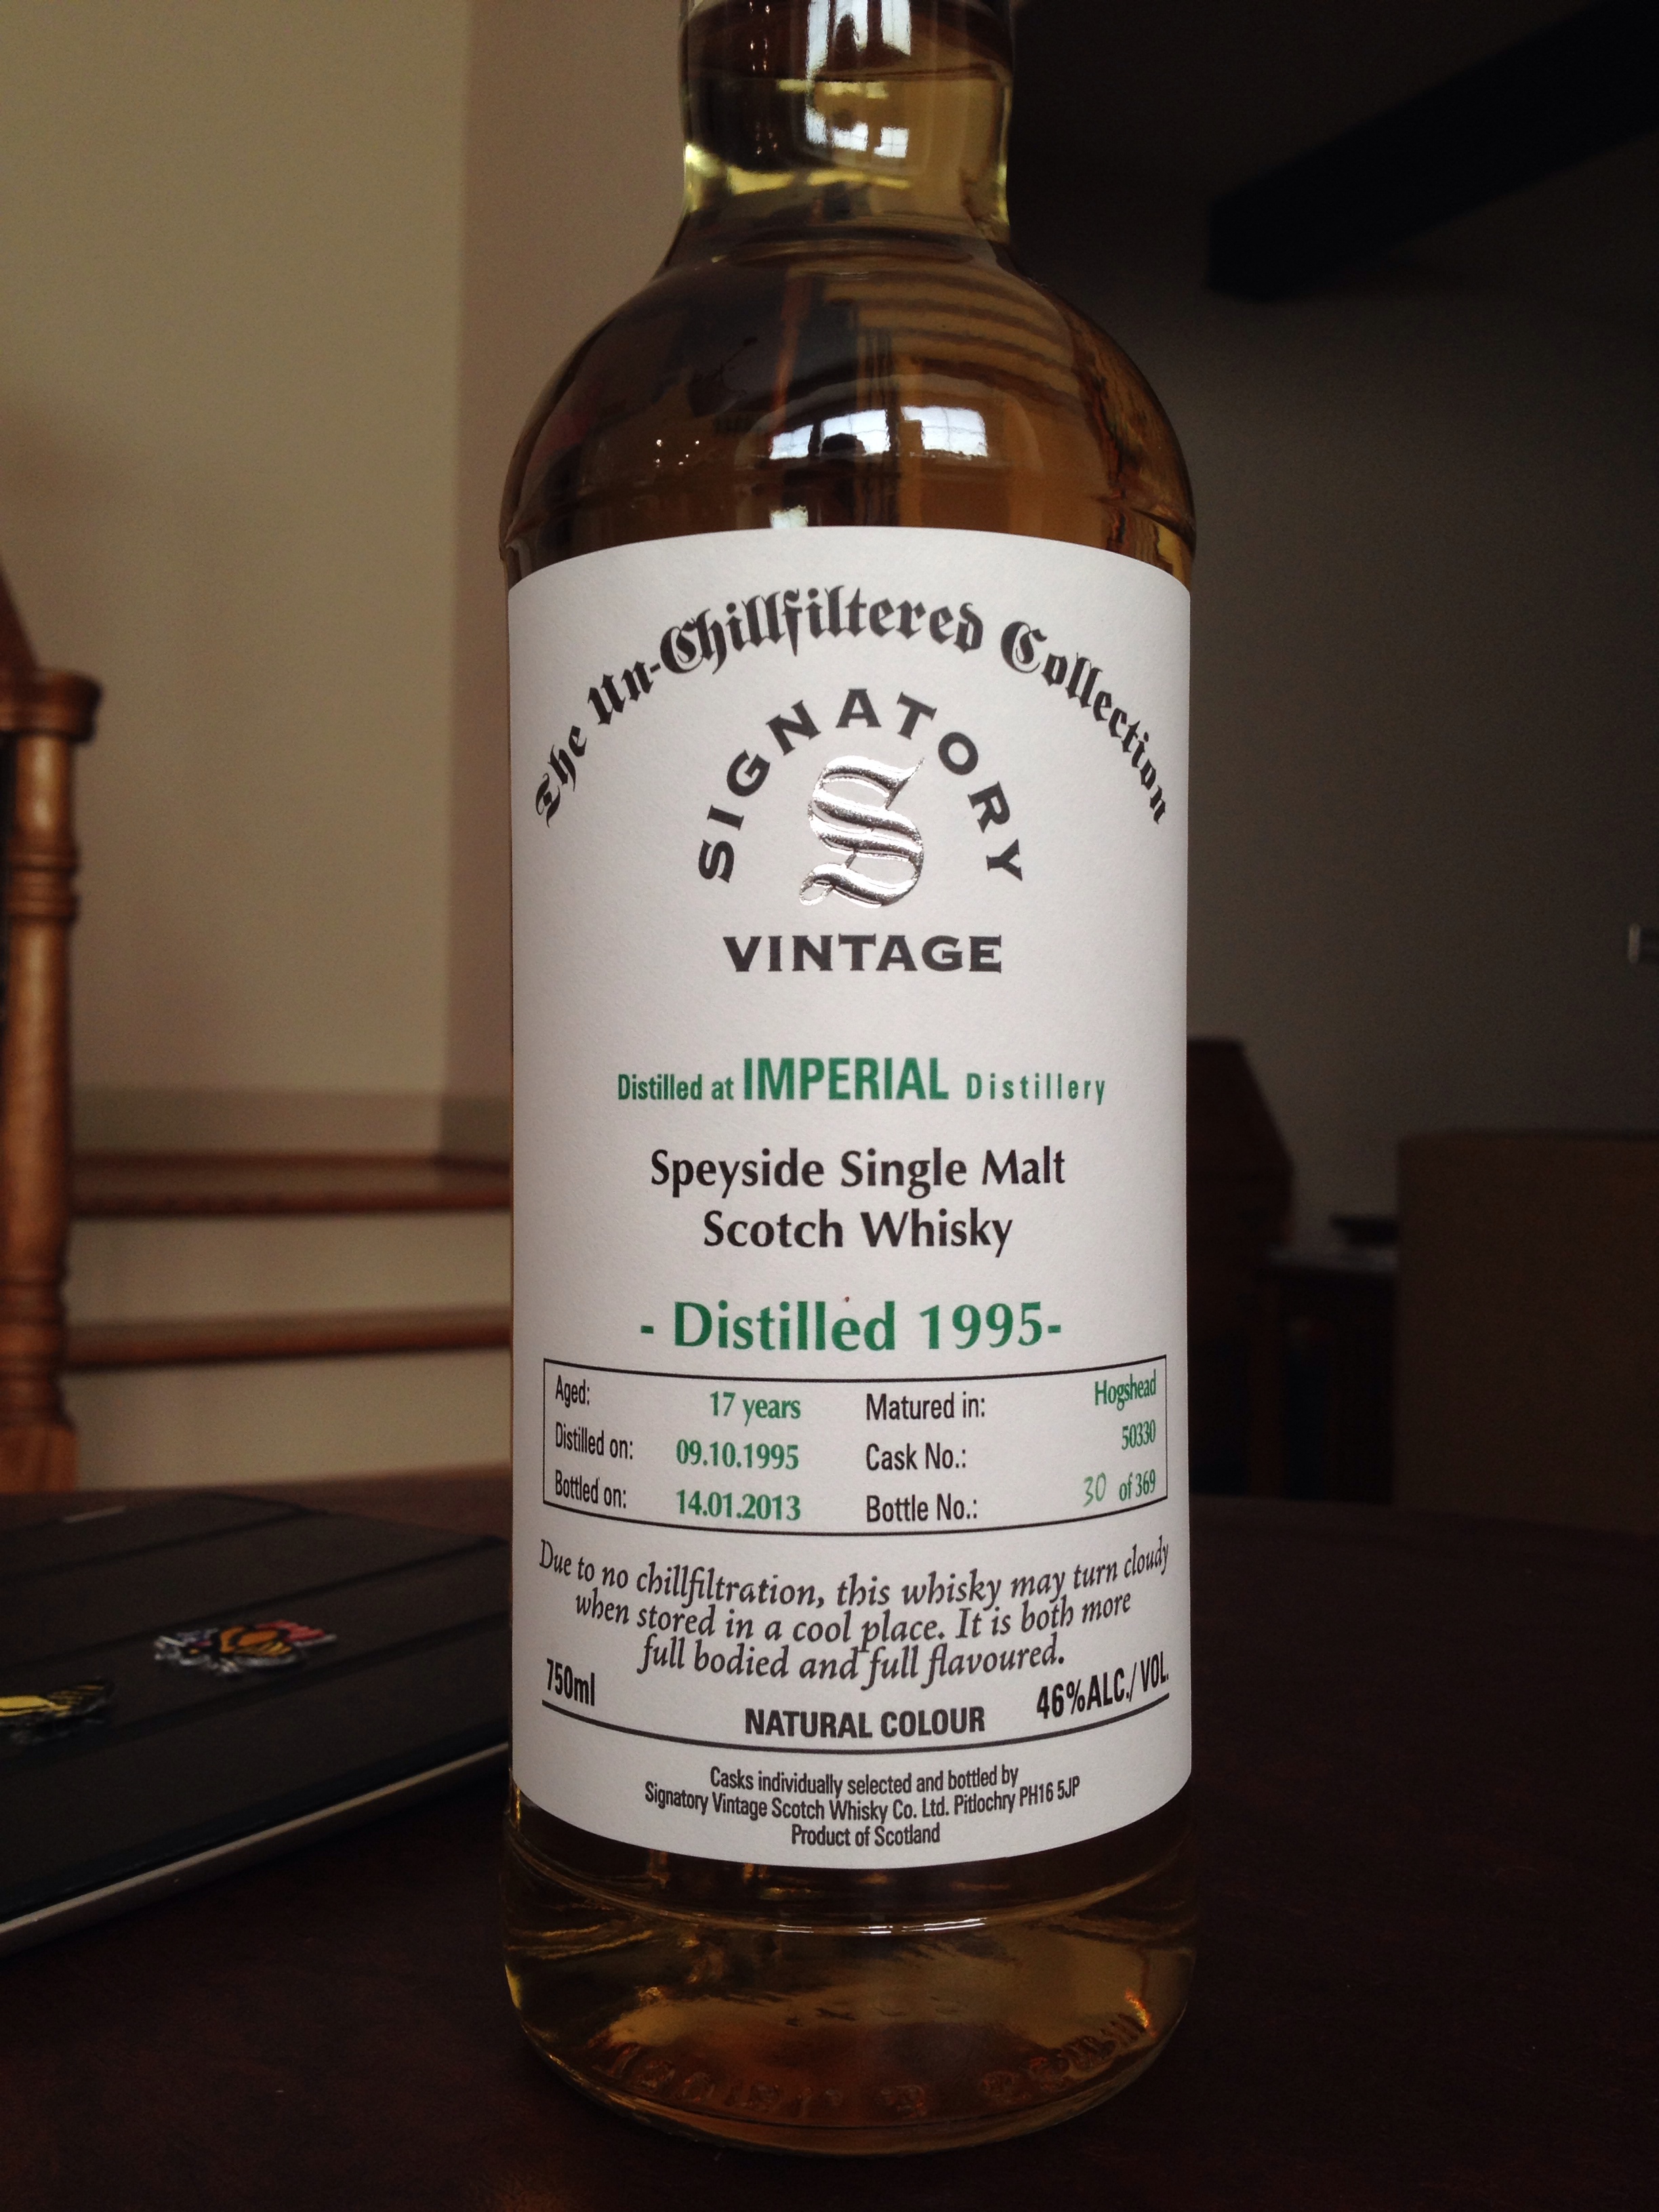 The Un-Chillfiltered Collection
SIGNATORY
S
VINTAGE
Distilled at IMPERIAL Distillery
Speyside Single Malt
Scotch Whisky
- Distilled 1995-
Aged: 17 years Matured in: Hogshead
Distilled on: 09.10.1995 Cask No.: 50330
Bottled on: 14.01.2013 Bottle No.: 30 of 369
Due to no chillfiltration, this whisky may turn cloudy
when stored in a cool place. It is both more
full bodied and full flavoured.
750ml NATURAL COLOUR 46%ALC./VOL.
Casks individually selected and bottled by
Signatory Vintage Scotch Whisky Co. Ltd. Pitlochry PH16 5JP
Product of Scotland